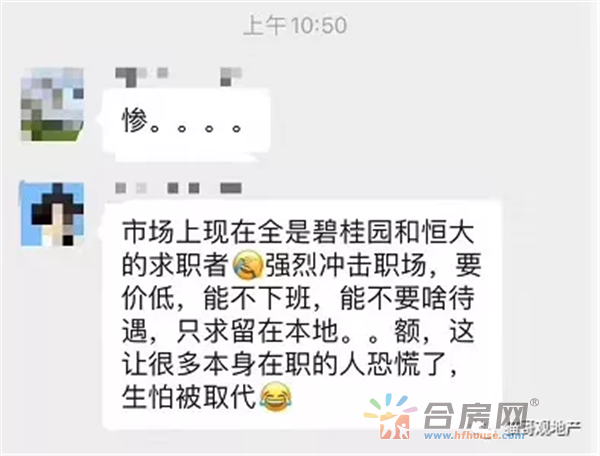 上午10:50
惨。。。。
市场上现在全是碧桂园和恒大
的求职者🤣强烈冲击职场，要
价低，能不下班，能不要啥待
遇，只求留在本地。。额，这
让很多本身在职的人恐慌了，
生怕被取代😂
合房网
www.hfhouse.com
观地产